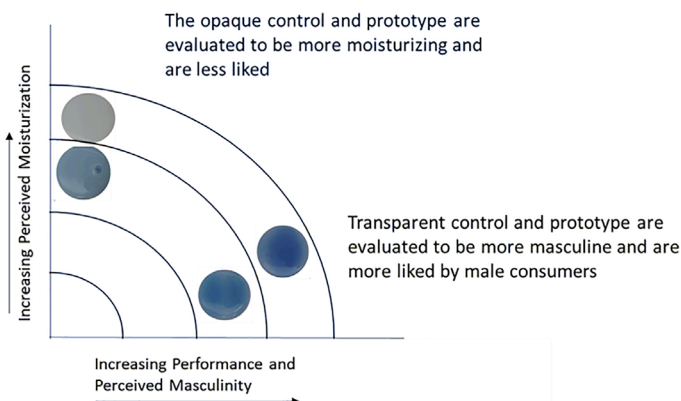 The opaque control and prototype are
evaluated to be more moisturizing and
are less liked
Increasing Perceived Moisturization
Transparent control and prototype are
evaluated to be more masculine and are
more liked by male consumers
Increasing Performance and
Perceived Masculinity